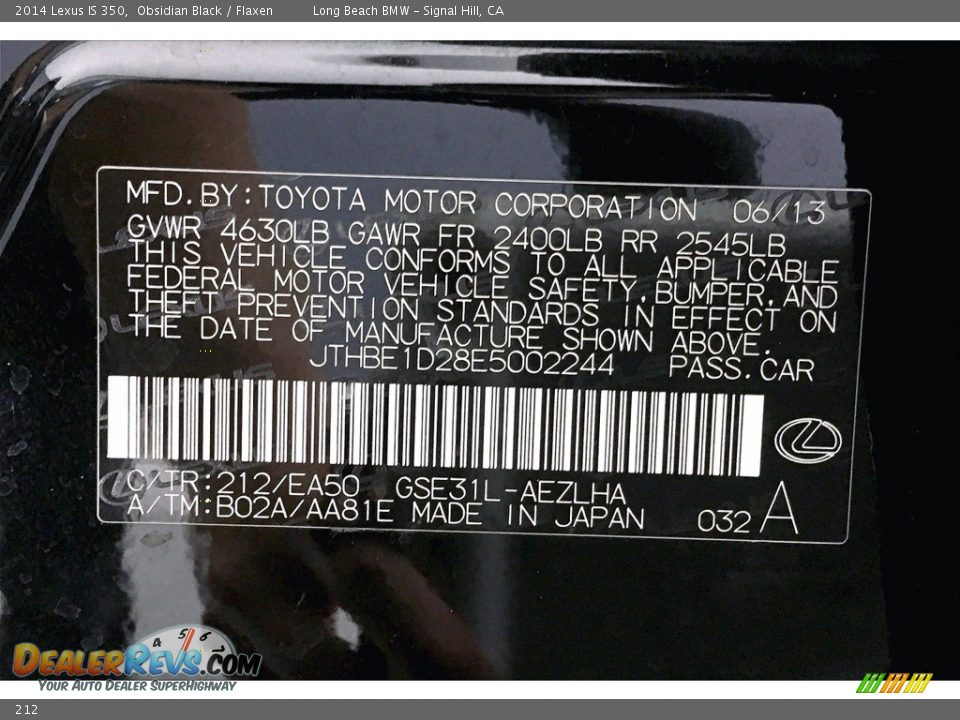 2014 Lexus IS 350, Obsidian Black / Flaxen Long Beach BMW - Signal Hill, CA
MFD.BY:TOYOTA MOTOR CORPORATION 06/13
GVWR 4630LB GAWR FR 2400LB RR 2545LB
THIS VEHICLE CONFORMS TO ALL APPLICABLE
FEDERAL MOTOR VEHICLE SAFETY,BUMPER,AND
THEFT PREVENTION STANDARDS IN EFFECT ON
THE DATE OF MANUFACTURE SHOWN ABOVE.
JTHBE1D28E5002244 PASS.CAR
C/TR:212/EA50 GSE31L-AEZLHA
A/TM:B02A/AA81E MADE IN JAPAN 032 A
4 5 6
DEALERREVS.COM
YOUR AUTO DEALER SUPERHIGHWAY
212